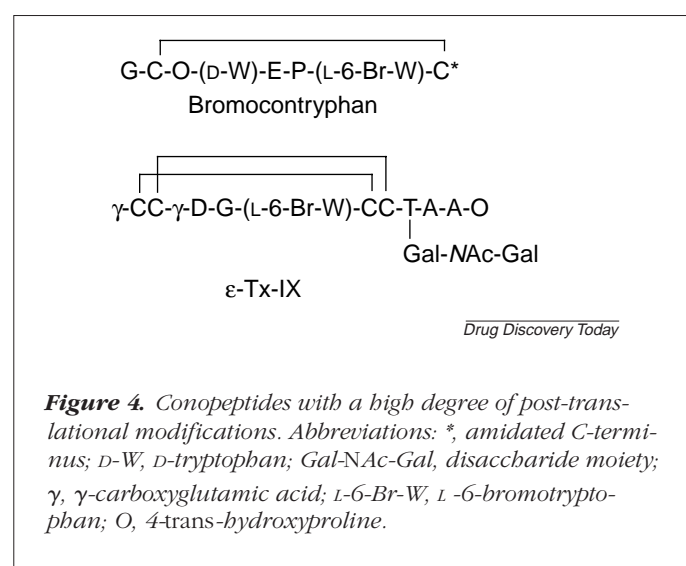 G-C-O-(D-W)-E-P-(L-6-Br-W)-C*
Bromocontryphan
γ-CC-γ-D-G-(L-6-Br-W)-CC-T-A-A-O
Gal-NAc-Gal
ε-Tx-IX
Drug Discovery Today
Figure 4. Conopeptides with a high degree of post-trans-
lational modifications. Abbreviations: *, amidated C-termi-
nus; D-W, D-tryptophan; Gal-NAc-Gal, disaccharide moiety;
γ, γ-carboxyglutamic acid; L-6-Br-W, L -6-bromotrypto-
phan; O, 4-trans-hydroxyproline.